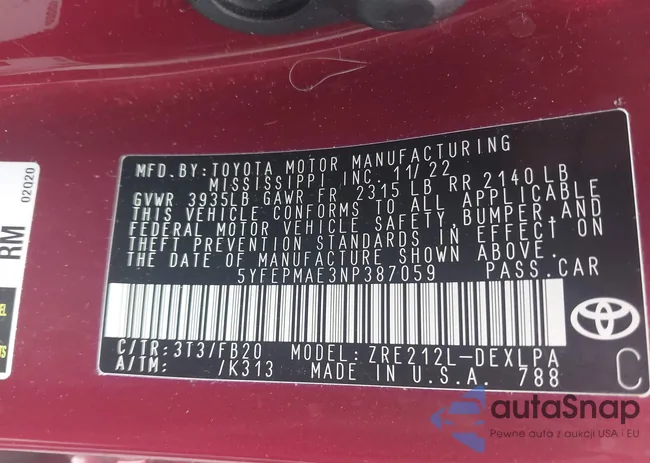 MFD.BY:TOYOTA MOTOR MANUFACTURING
MISSISSIPPI INC. 11/22
GVWR 3935LB GAWR FR 2315 LB RR 2140 LB
THIS VEHICLE CONFORMS TO ALL APPLICABLE
FEDERAL MOTOR VEHICLE SAFETY, BUMPER, AND
THEFT PREVENTION STANDARDS IN EFFECT ON
THE DATE OF MANUFACTURE SHOWN ABOVE.
5YFEPMAE3NP387059 PASS.CAR
C/TR:3T3/FB20 MODEL: ZRE212L-DEXLPA
A/TM: /K313 MADE IN U.S.A. 788
C
02020
RM
autoSnap
Pewne auta z aukcji USA i EU